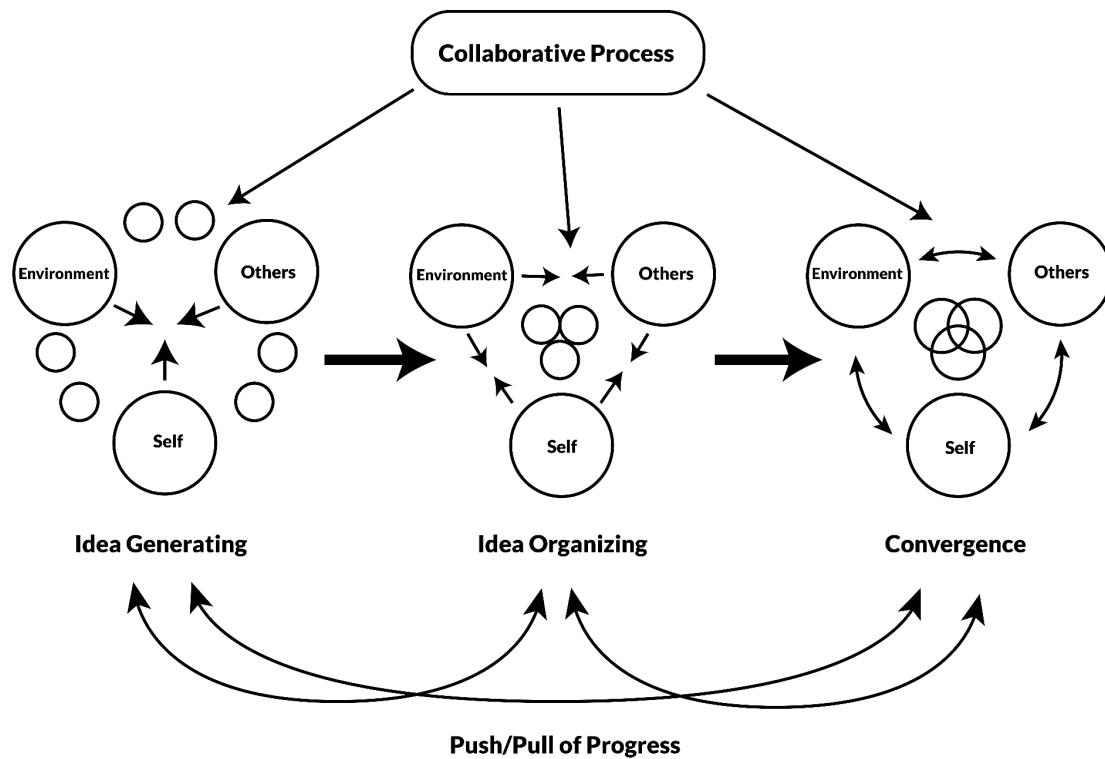 Collaborative Process
Environment
Others
Self
Environment
Others
Self
Environment
Others
Self
Idea Generating
Idea Organizing
Convergence
Push/Pull of Progress